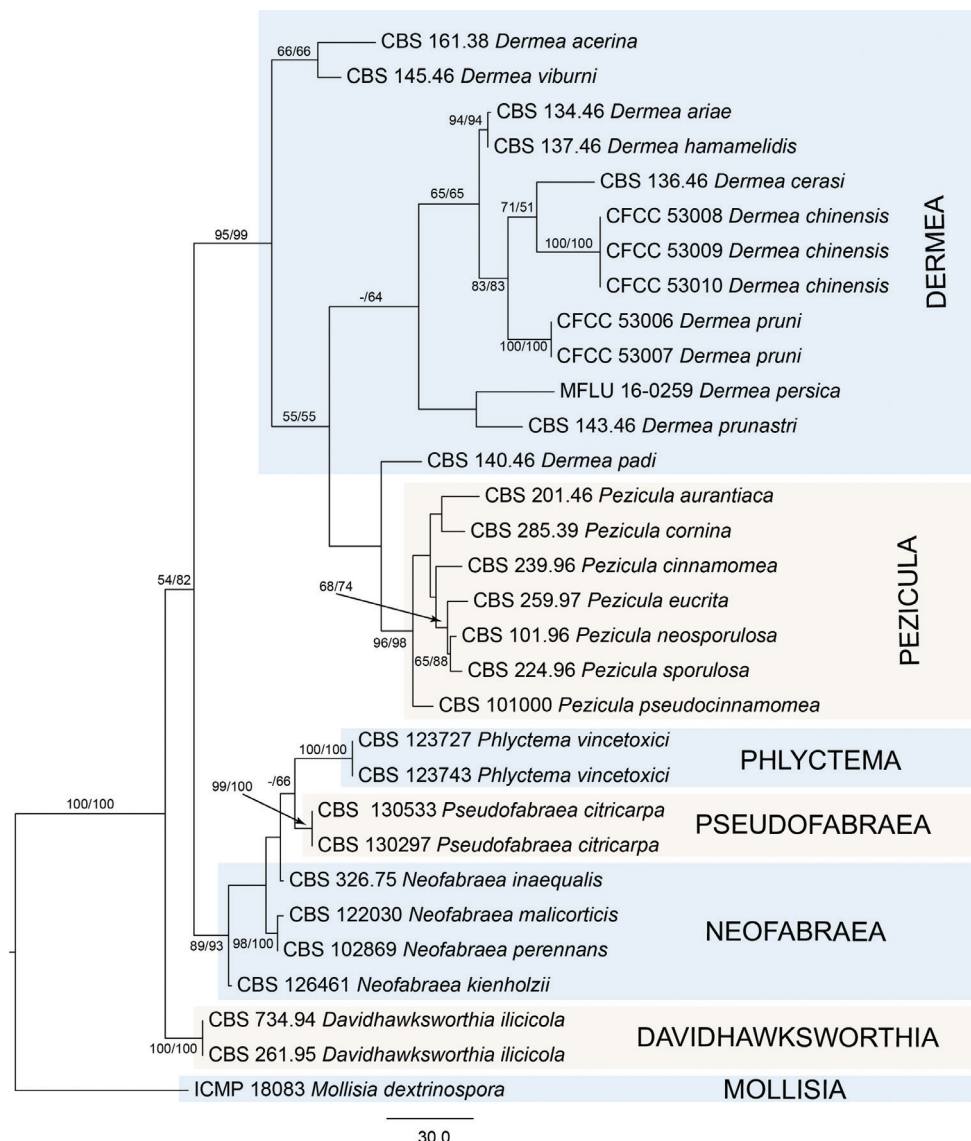 66/66
CBS 161.38 Dermea acerina
CBS 145.46 Dermea viburni
94/94
CBS 134.46 Dermea ariae
CBS 137.46 Dermea hamamelidis
65/65
71/51
CBS 136.46 Dermea cerasi
CFCC 53008 Dermea chinensis
100/100
CFCC 53009 Dermea chinensis
CFCC 53010 Dermea chinensis
DERMEA
95/99
83/83
-/64
CFCC 53006 Dermea pruni
100/100
CFCC 53007 Dermea pruni
MFLU 16-0259 Dermea persica
55/55
CBS 143.46 Dermea prunastri
CBS 140.46 Dermea padi
CBS 201.46 Pezicula aurantiaca
CBS 285.39 Pezicula cornina
CBS 239.96 Pezicula cinnamomea
54/82
68/74
CBS 259.97 Pezicula eucrita
CBS 101.96 Pezicula neosporulosa
96/98
65/88
CBS 224.96 Pezicula sporulosa
CBS 101000 Pezicula pseudocinnamomea
PEZICULA
100/100
CBS 123727 Phlyctema vincetoxici
CBS 123743 Phlyctema vincetoxici
PHLYCTEMA
-/66
99/100
100/100
CBS 130533 Pseudofabraea citricarpa
CBS 130297 Pseudofabraea citricarpa
PSEUDOFABRAEA
CBS 326.75 Neofabraea inaequalis
CBS 122030 Neofabraea malicorticis
89/93
98/100
CBS 102869 Neofabraea perennans
CBS 126461 Neofabraea kienholzii
NEOFABRAEA
CBS 734.94 Davidhawksworthia ilicicola
100/100
CBS 261.95 Davidhawksworthia ilicicola
DAVIDHAWKSWORTHIA
ICMP 18083 Mollisia dextrinospora
MOLLISIA
30.0